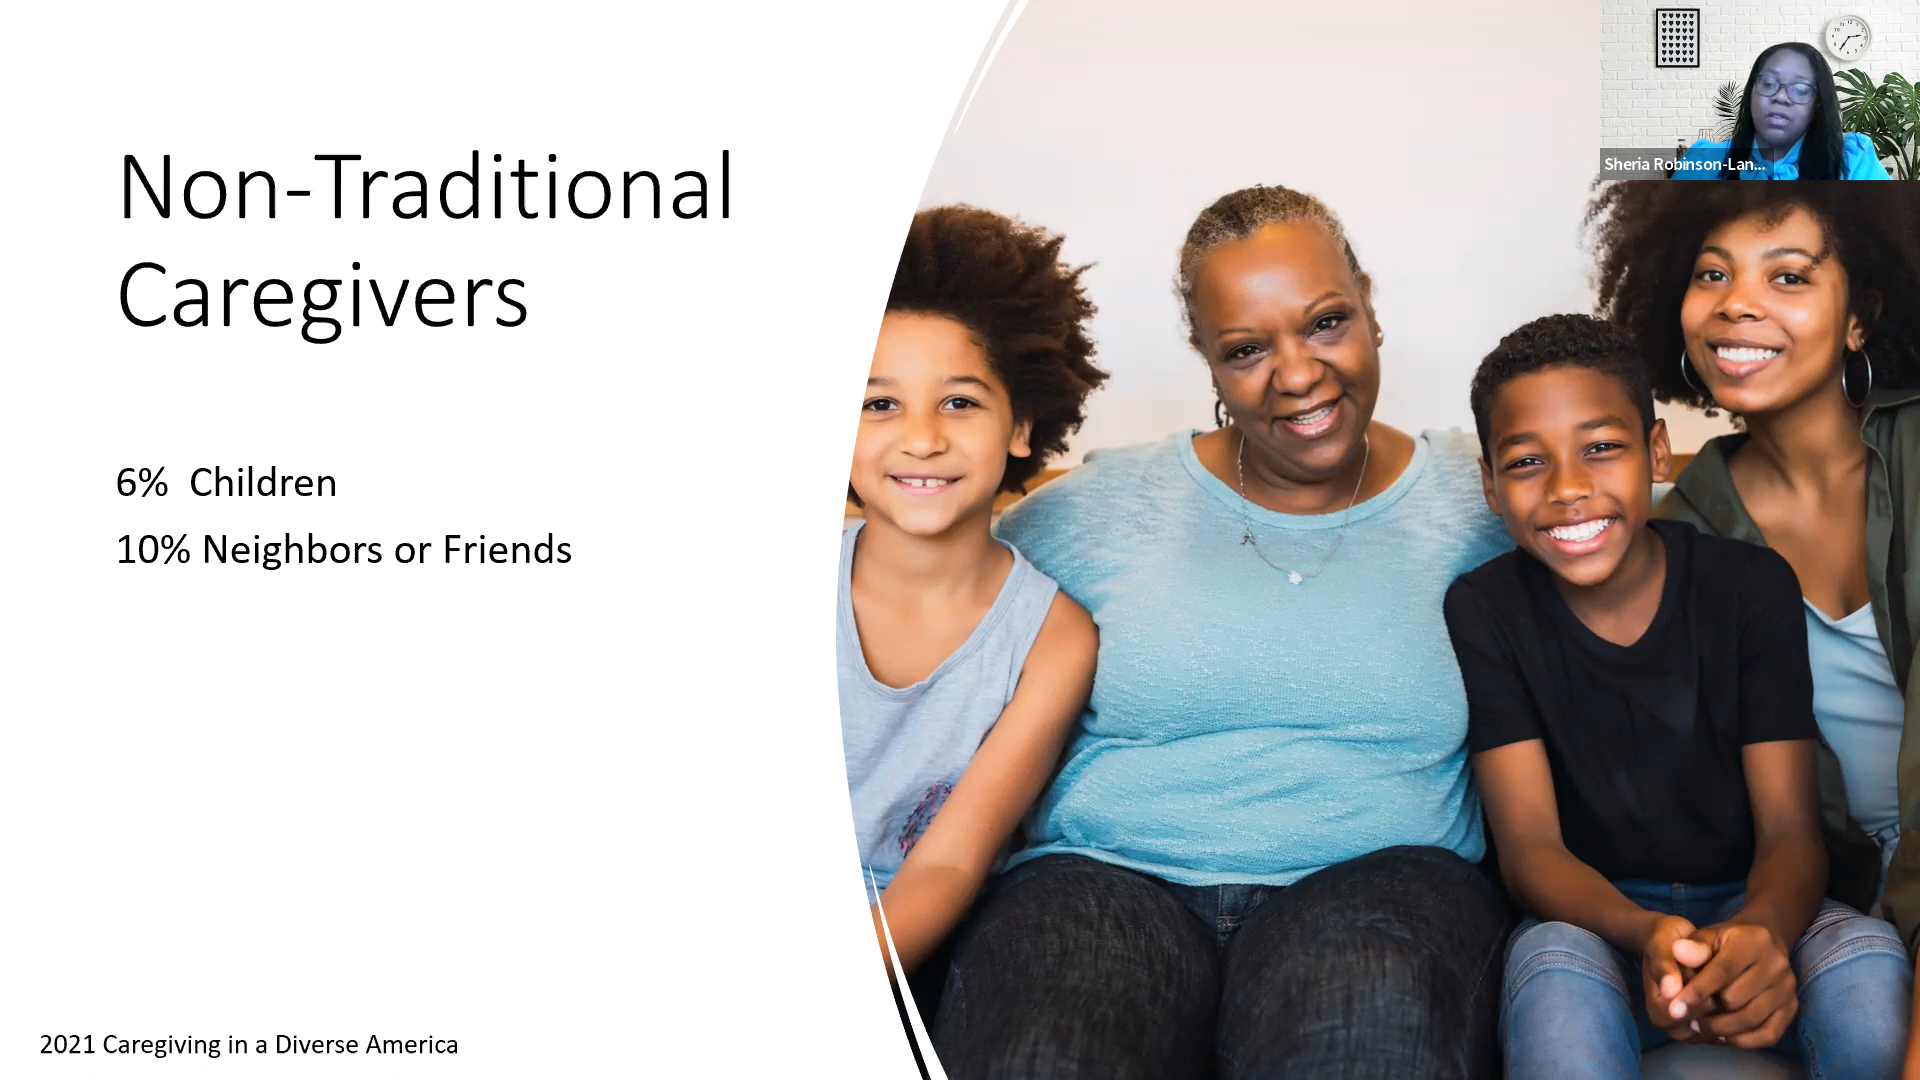 Non-Traditional
Caregivers
6% Children
10% Neighbors or Friends
2021 Caregiving in a Diverse America
Sheria Robinson-Lan...